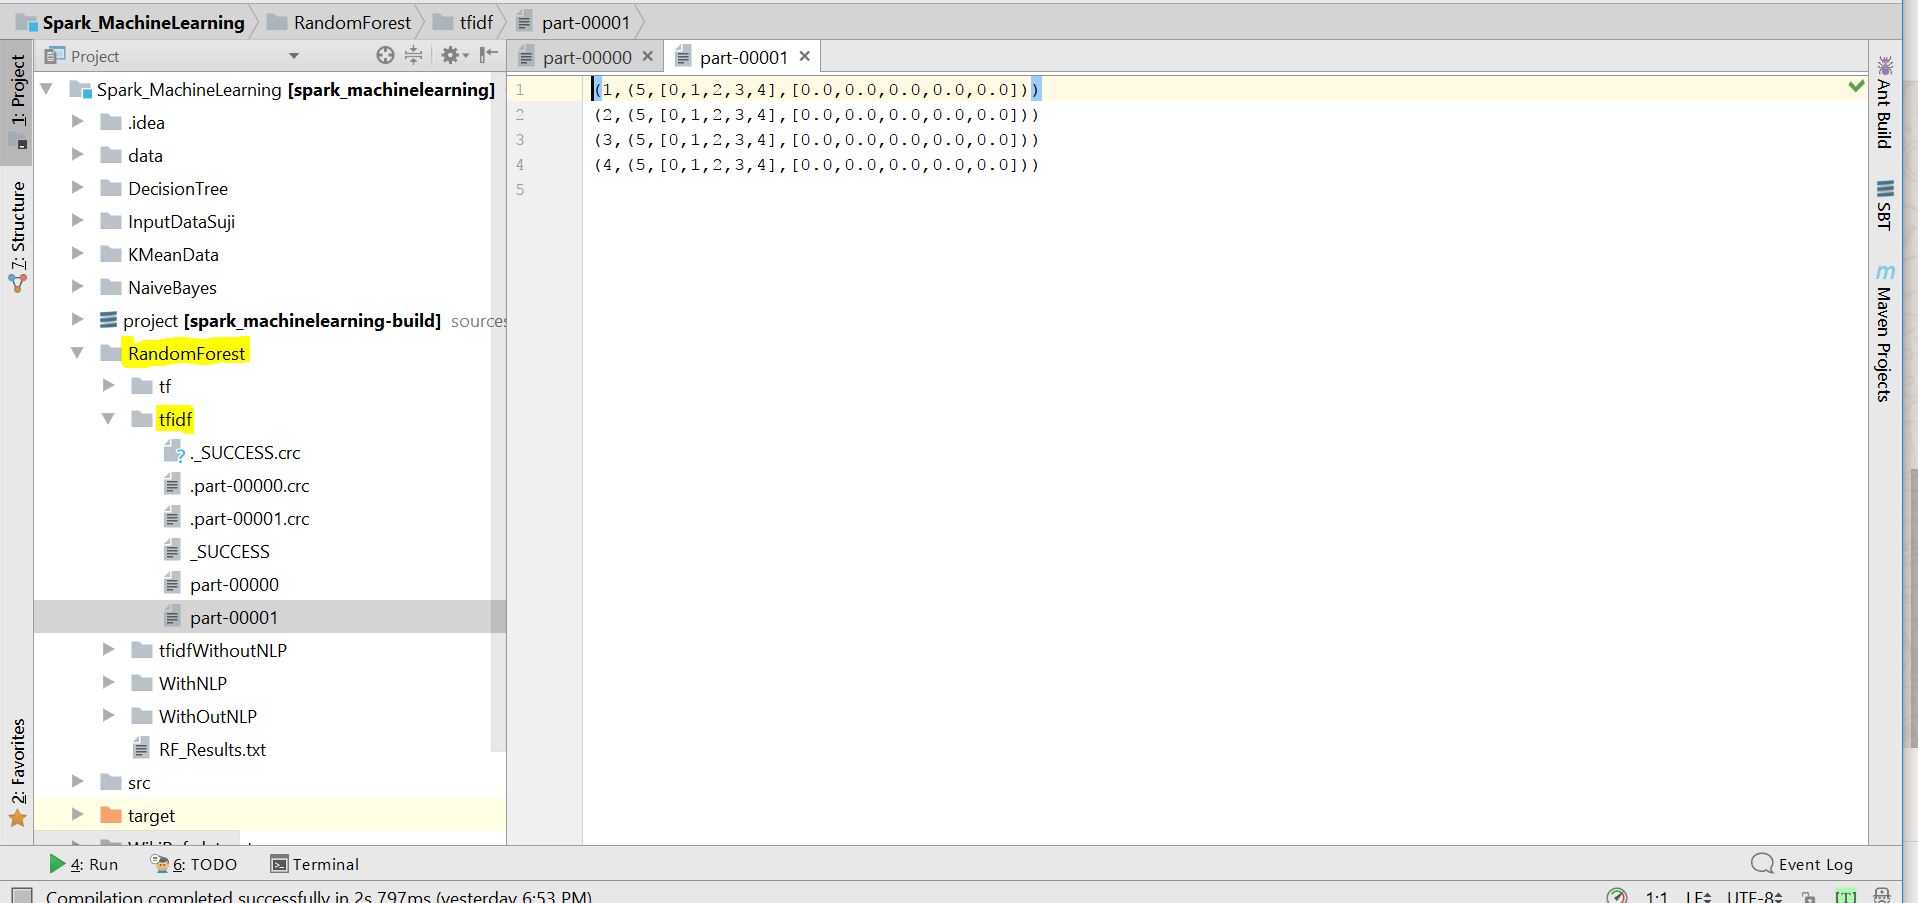 Spark_MachineLearning RandomForest tfidf part-00001
Project
part-00000 part-00001
1: Project
7: Structure
2: Favorites
Spark_MachineLearning [spark_machinelearning]
.idea
data
DecisionTree
InputDataSuji
KMeanData
NaiveBayes
project [spark_machinelearning-build] sources
RandomForest
tf
tfidf
._SUCCESS.crc
.part-00000.crc
.part-00001.crc
_SUCCESS
part-00000
part-00001
tfidfWithoutNLP
WithNLP
WithOutNLP
RF_Results.txt
src
target
1 (1,(5,[0,1,2,3,4],[0.0,0.0,0.0,0.0,0.0]))
2 (2,(5,[0,1,2,3,4],[0.0,0.0,0.0,0.0,0.0]))
3 (3,(5,[0,1,2,3,4],[0.0,0.0,0.0,0.0,0.0]))
4 (4,(5,[0,1,2,3,4],[0.0,0.0,0.0,0.0,0.0]))
5
Ant Build
SBT
m Maven Projects
4: Run 6: TODO Terminal Event Log
Compilation completed successfully in 2s 797ms (yesterday 6:53 PM) 1:1 LF UTF-8 [T]